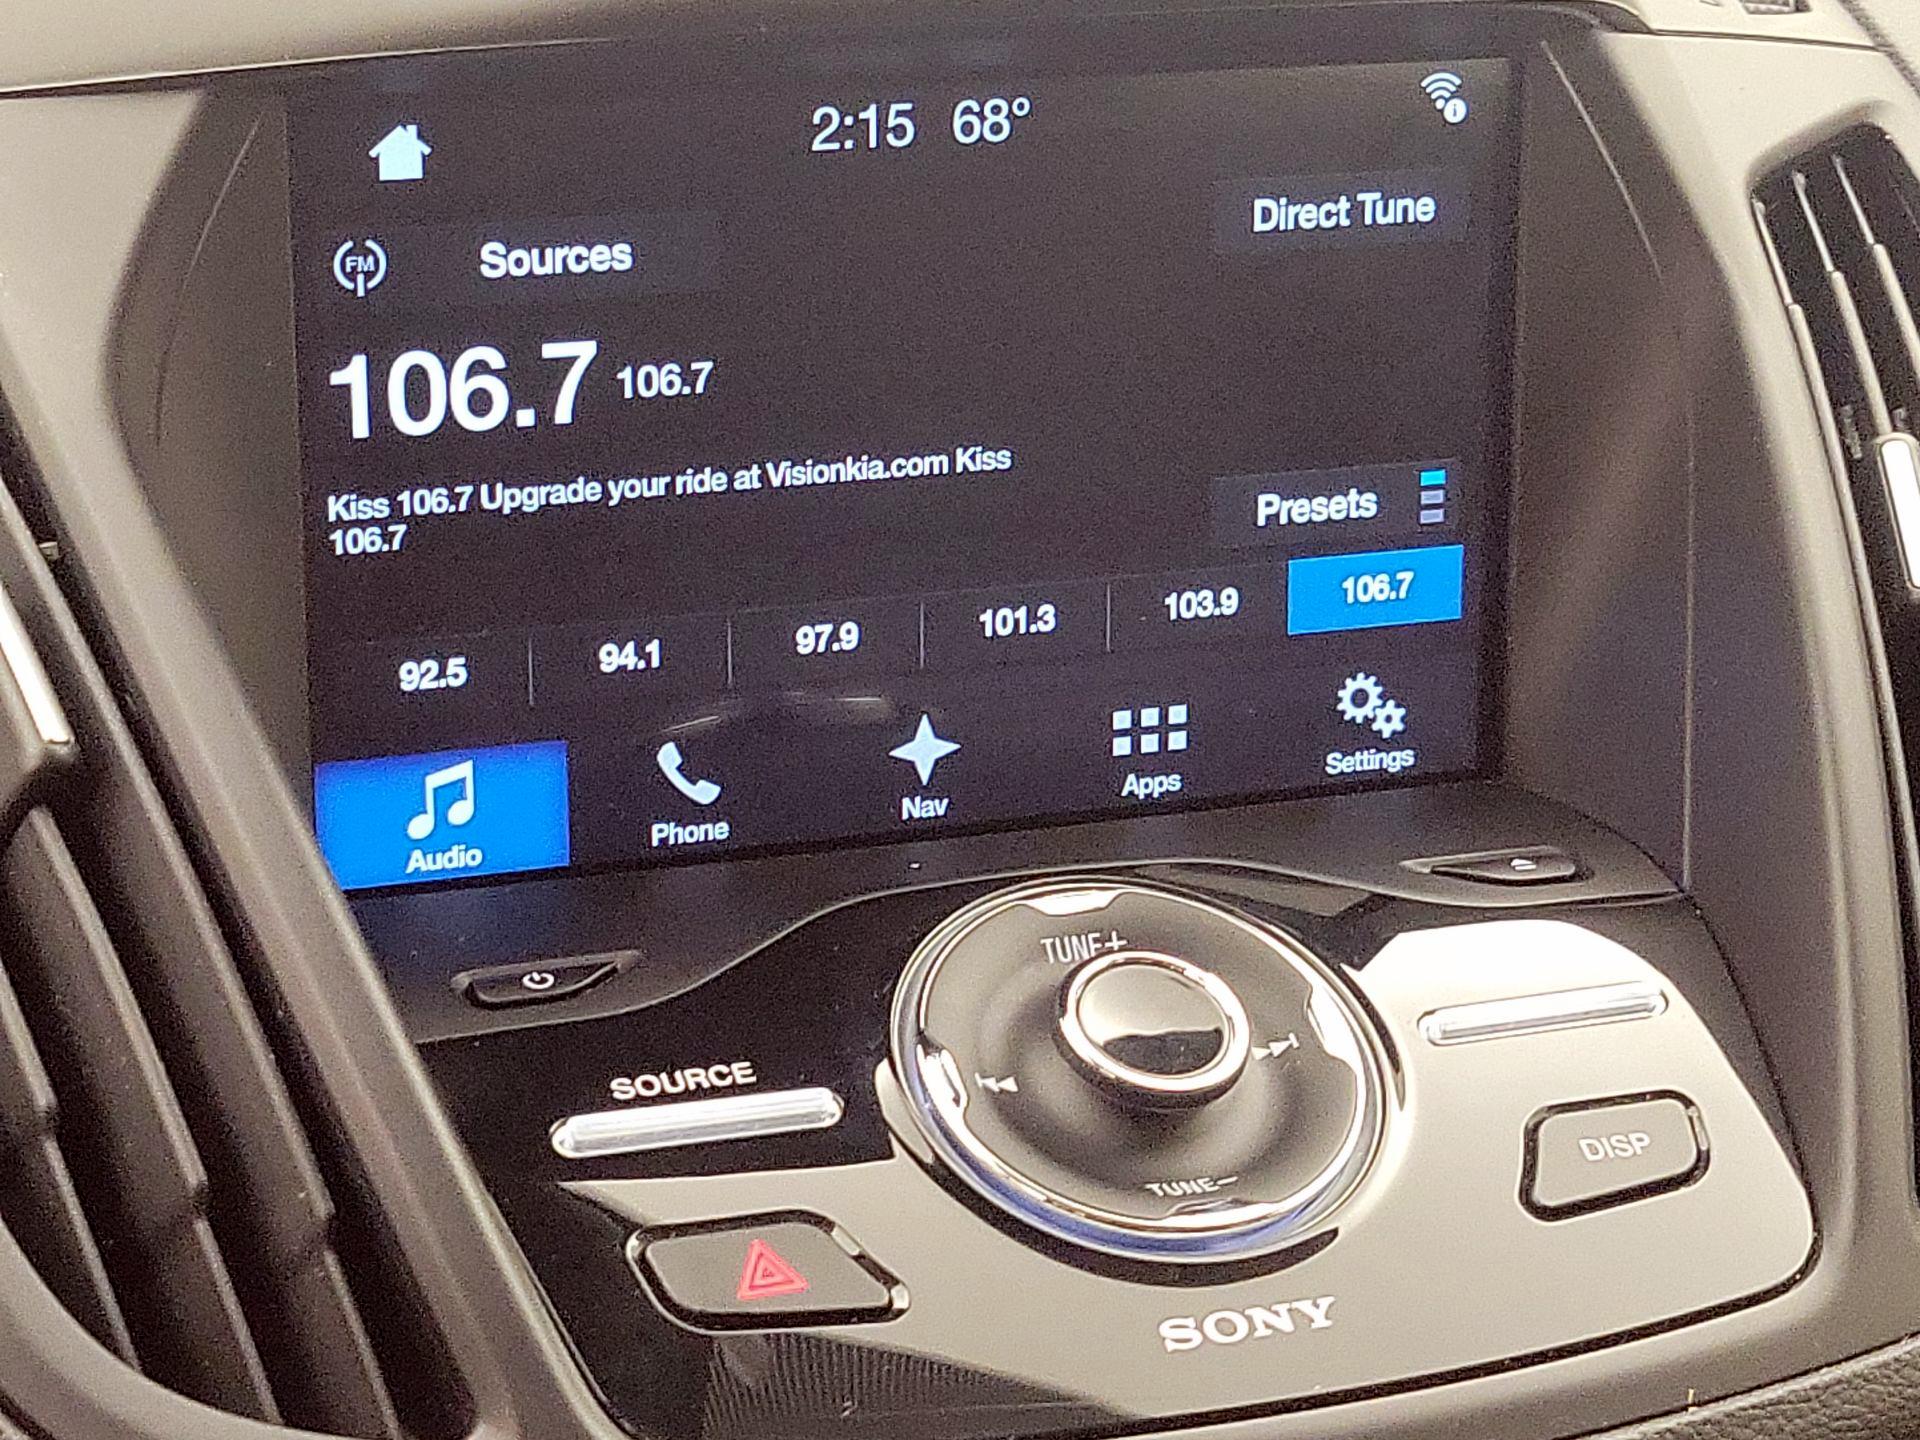 2:15 68°
Direct Tune
FM Sources
106.7 106.7
Kiss 106.7 Upgrade your ride at Visionkia.com Kiss
106.7
Presets
92.5 94.1 97.9 101.3 103.9 106.7
Audio Phone Nav Apps Settings
TUNE+
SOURCE
DISP
TUNE-
SONY